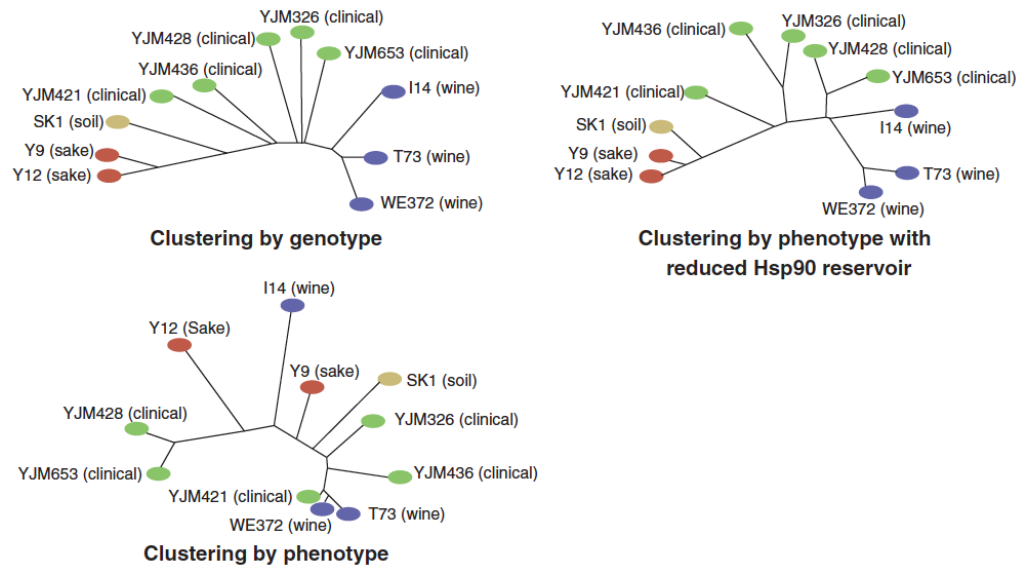 YJM326 (clinical)
YJM428 (clinical)
YJM653 (clinical)
YJM436 (clinical)
I14 (wine)
YJM421 (clinical)
SK1 (soil)
Y9 (sake)
T73 (wine)
Y12 (sake)
WE372 (wine)
Clustering by genotype
YJM326 (clinical)
YJM436 (clinical)
YJM428 (clinical)
YJM653 (clinical)
YJM421 (clinical)
I14 (wine)
SK1 (soil)
Y9 (sake)
Y12 (sake)
T73 (wine)
WE372 (wine)
Clustering by phenotype with
reduced Hsp90 reservoir
I14 (wine)
Y12 (Sake)
Y9 (sake)
SK1 (soil)
YJM428 (clinical)
YJM326 (clinical)
YJM653 (clinical)
YJM436 (clinical)
YJM421 (clinical)
T73 (wine)
WE372 (wine)
Clustering by phenotype